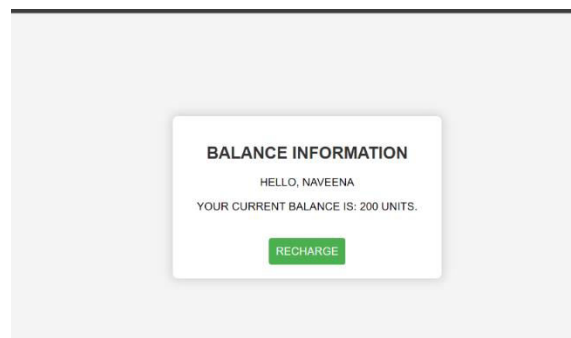 BALANCE INFORMATION
HELLO, NAVEENA
YOUR CURRENT BALANCE IS: 200 UNITS.
RECHARGE